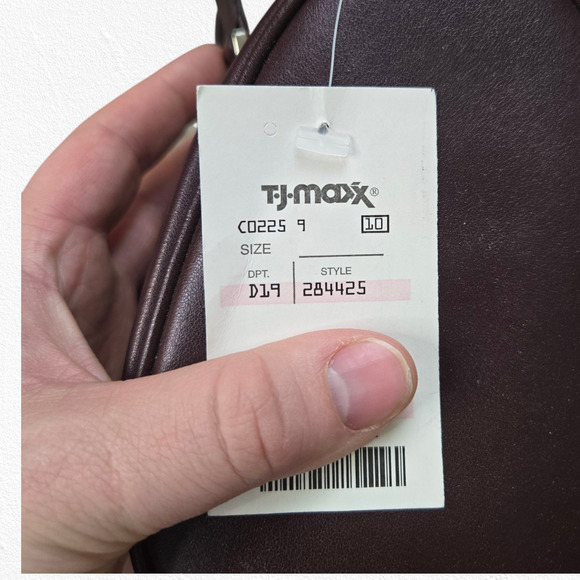 T·J·maxx®
C0225 9 10
SIZE
DPT. STYLE
D19 284425